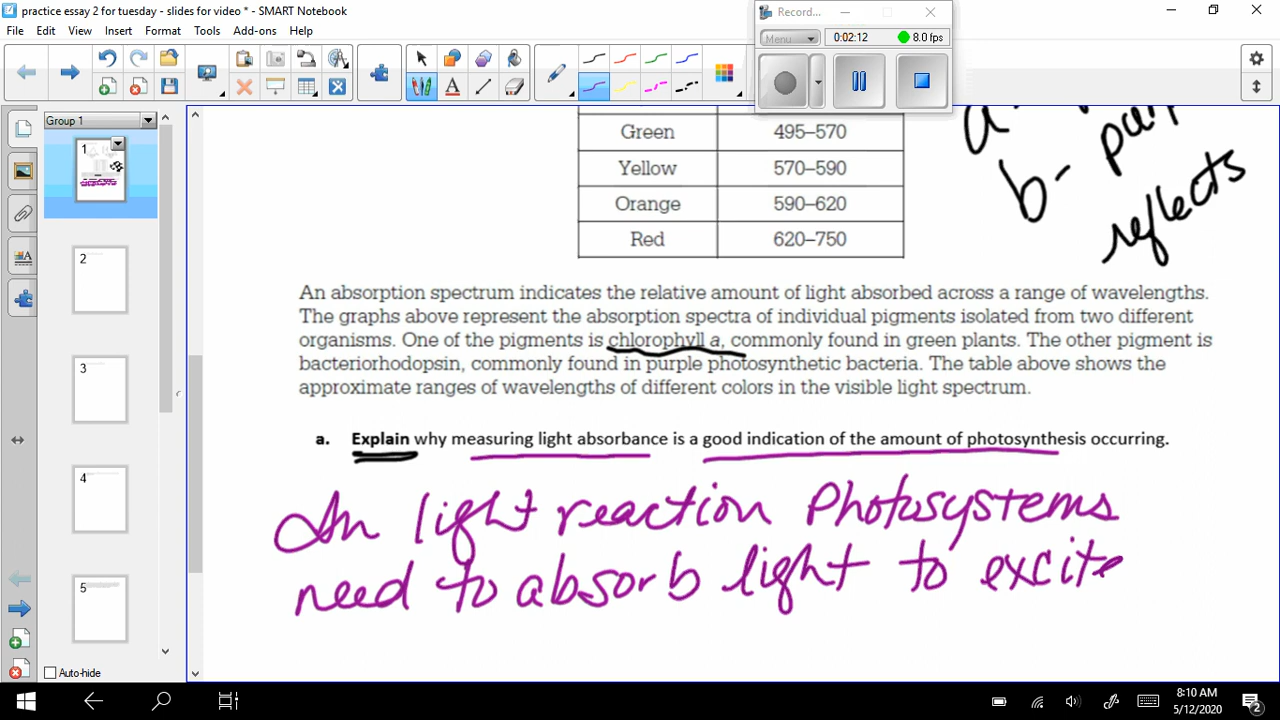 practice essay 2 for tuesday - slides for video * - SMART Notebook
Record...
File Edit View Insert Format Tools Add-ons Help
Menu
0:02:12
8.0 fps
Group 1
1
2
3
4
5
Auto-hide
Green 495–570
Yellow 570–590
Orange 590–620
Red 620–750
a
b-
reflects
An absorption spectrum indicates the relative amount of light absorbed across a range of wavelengths.
The graphs above represent the absorption spectra of individual pigments isolated from two different
organisms. One of the pigments is chlorophyll a, commonly found in green plants. The other pigment is
bacteriorhodopsin, commonly found in purple photosynthetic bacteria. The table above shows the
approximate ranges of wavelengths of different colors in the visible light spectrum.
a. Explain why measuring light absorbance is a good indication of the amount of photosynthesis occurring.
In light reaction Photosystems
need to absorb light to excite
8:10 AM
5/12/2020
2